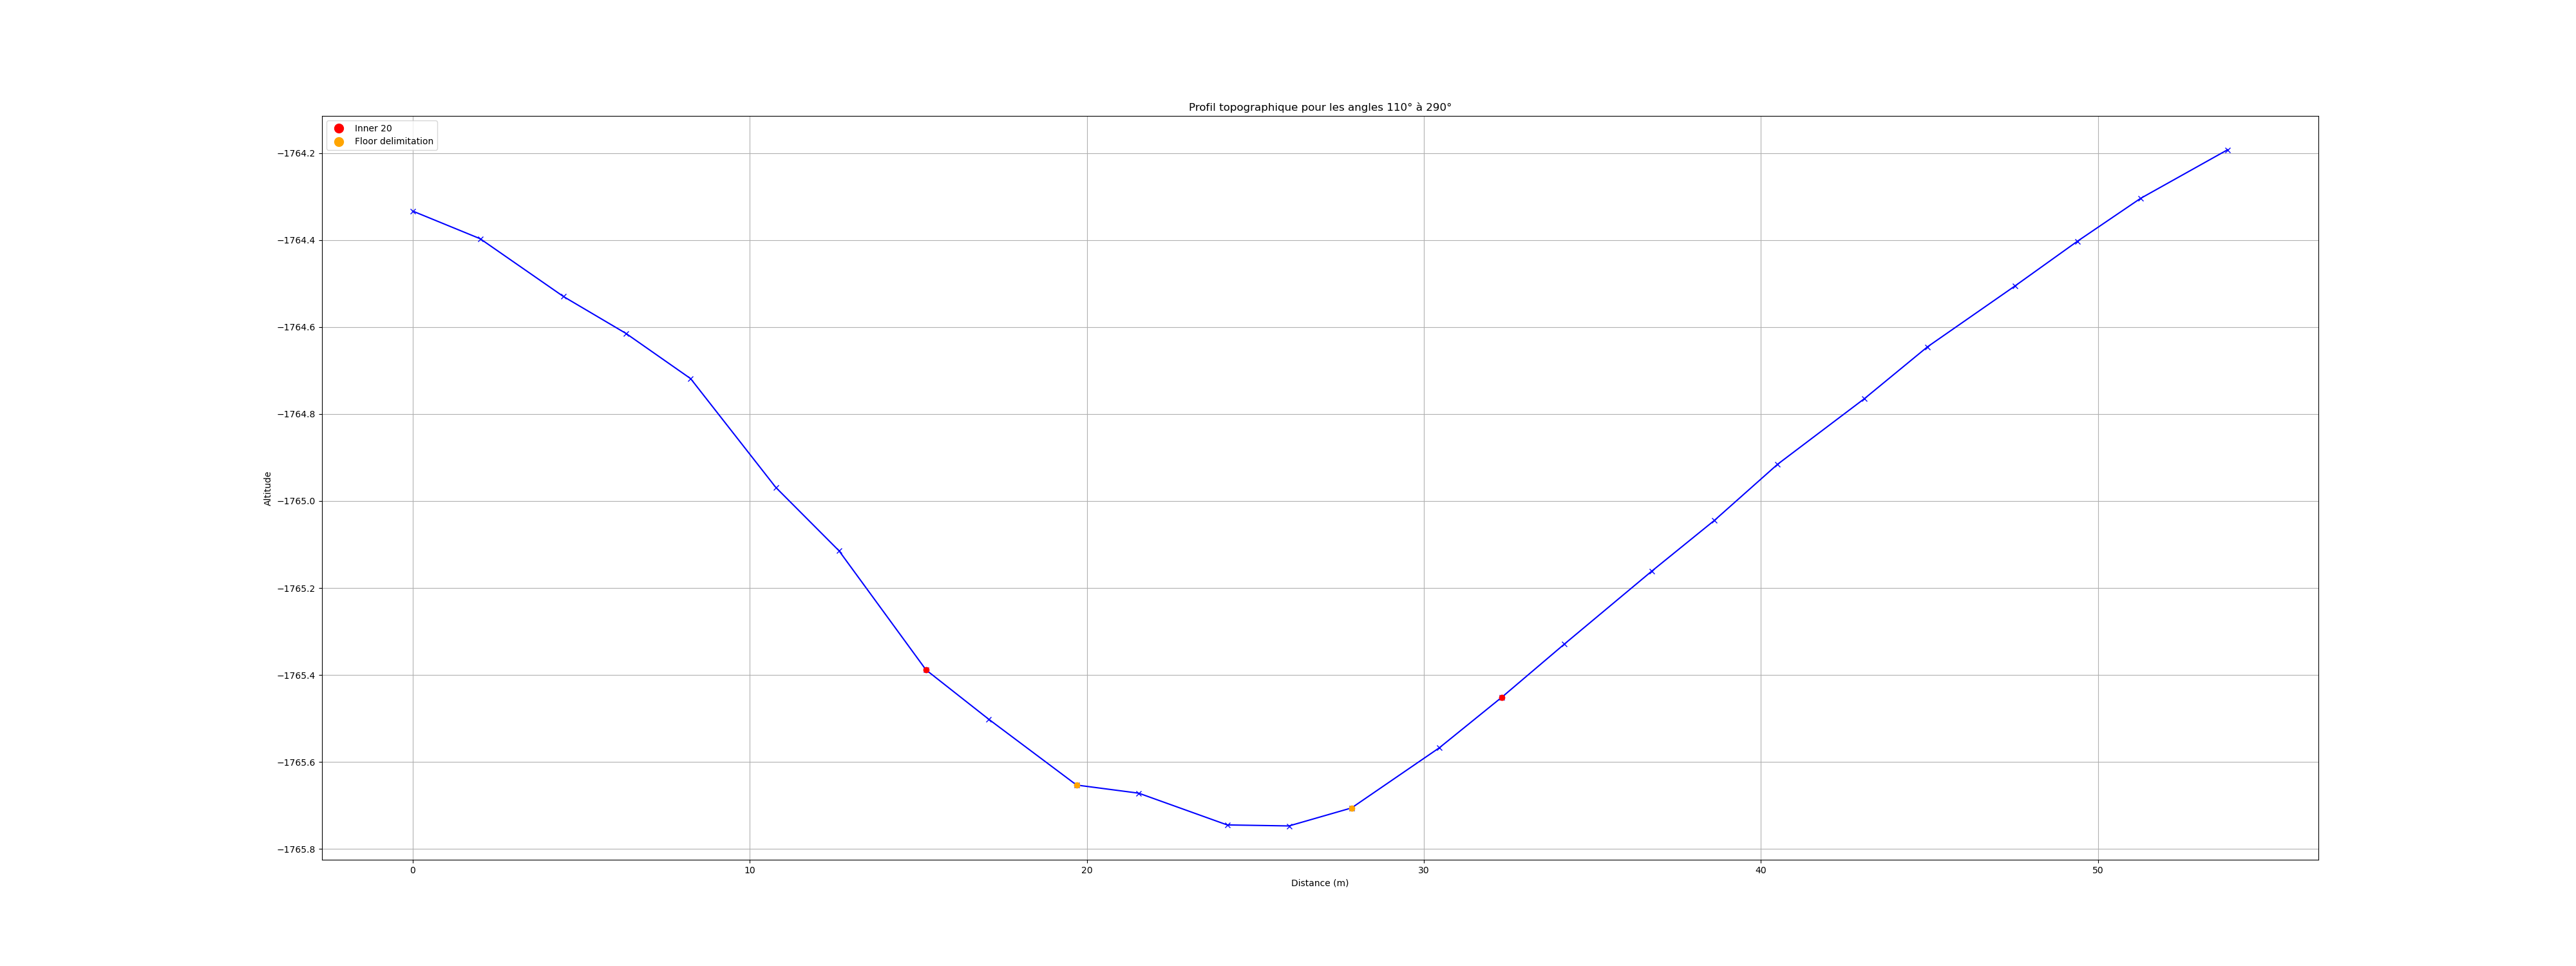 Profil topographique pour les angles 110° à 290°
Inner 20
Floor delimitation
−1764.2
−1764.4
−1764.6
−1764.8
−1765.0
−1765.2
−1765.4
−1765.6
−1765.8
Altitude
0 10 20 30 40 50
Distance (m)